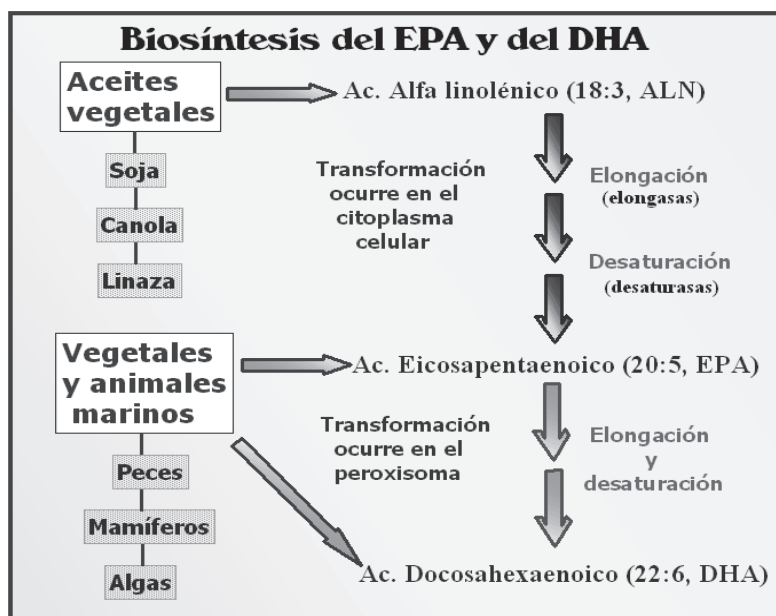 Biosíntesis del EPA y del DHA
Aceites
vegetales
Ac. Alfa linolénico (18:3, ALN)
Soja
Canola
Linaza
Transformación
ocurre en el
citoplasma
celular
Elongación
(elongasas)
Desaturación
(desaturasas)
Vegetales
y animales
marinos
Ac. Eicosapentaenoico (20:5, EPA)
Peces
Mamíferos
Algas
Transformación
ocurre en el
peroxisoma
Elongación
y
desaturación
Ac. Docosahexaenoico (22:6, DHA)